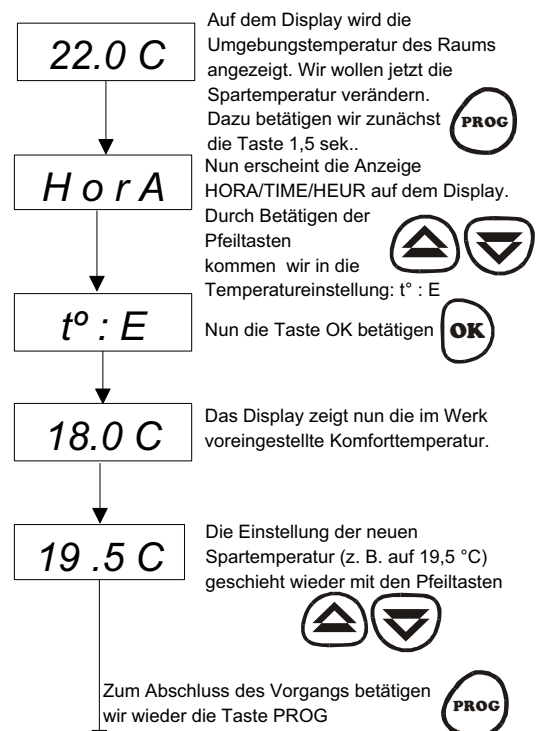 22.0 C
Auf dem Display wird die
Umgebungstemperatur des Raums
angezeigt. Wir wollen jetzt die
Spartemperatur verändern.
Dazu betätigen wir zunächst
die Taste 1,5 sek..
PROG
H o r A
Nun erscheint die Anzeige
HORA/TIME/HEUR auf dem Display.
Durch Betätigen der
Pfeiltasten
kommen wir in die
Temperatureinstellung: t° : E
tº : E
Nun die Taste OK betätigen
OK
18.0 C
Das Display zeigt nun die im Werk
voreingestellte Komforttemperatur.
19 .5 C
Die Einstellung der neuen
Spartemperatur (z. B. auf 19,5 °C)
geschieht wieder mit den Pfeiltasten
Zum Abschluss des Vorgangs betätigen
wir wieder die Taste PROG
PROG